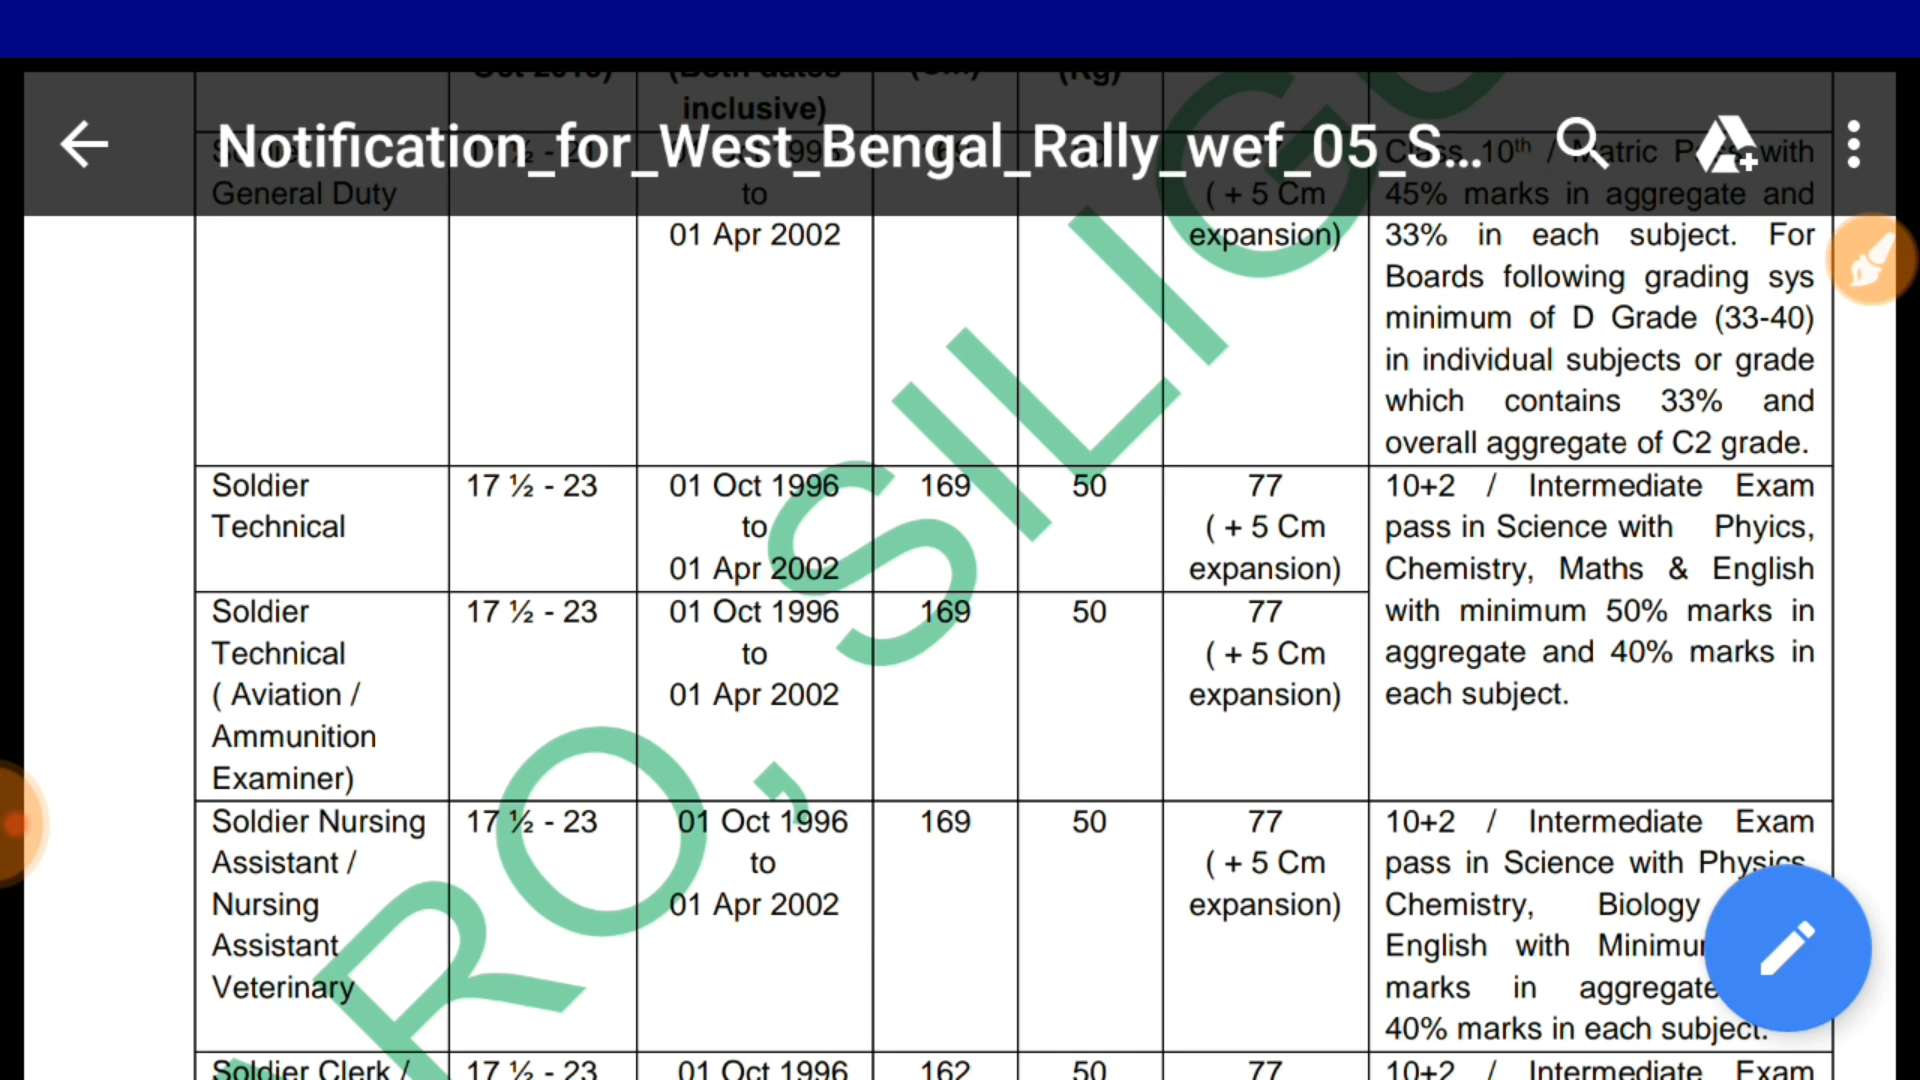 (Both dates
(Cm)
(Kg)
inclusive)
Notification_for_West_Bengal_Rally_wef_05_S...
General Duty
to
01 Apr 2002
( + 5 Cm
expansion)
Class 10th / Matric Pass with
45% marks in aggregate and
33% in each subject. For
Boards following grading sys
minimum of D Grade (33-40)
in individual subjects or grade
which contains 33% and
overall aggregate of C2 grade.
Soldier
Technical
17 ½ - 23
01 Oct 1996
to
01 Apr 2002
169
50
77
( + 5 Cm
expansion)
10+2 / Intermediate Exam
pass in Science with Phyics,
Chemistry, Maths & English
with minimum 50% marks in
aggregate and 40% marks in
each subject.
Soldier
Technical
( Aviation /
Ammunition
Examiner)
17 ½ - 23
01 Oct 1996
to
01 Apr 2002
169
50
77
( + 5 Cm
expansion)
Soldier Nursing
Assistant /
Nursing
Assistant
Veterinary
17 ½ - 23
01 Oct 1996
to
01 Apr 2002
169
50
77
( + 5 Cm
expansion)
10+2 / Intermediate Exam
pass in Science with Physics,
Chemistry, Biology
English with
marks in aggregate
40% marks in each subject.
Soldier Clerk /
17 ½ - 23
01 Oct 1996
162
50
77
10+2 / Intermediate Exam
RO, SILIG